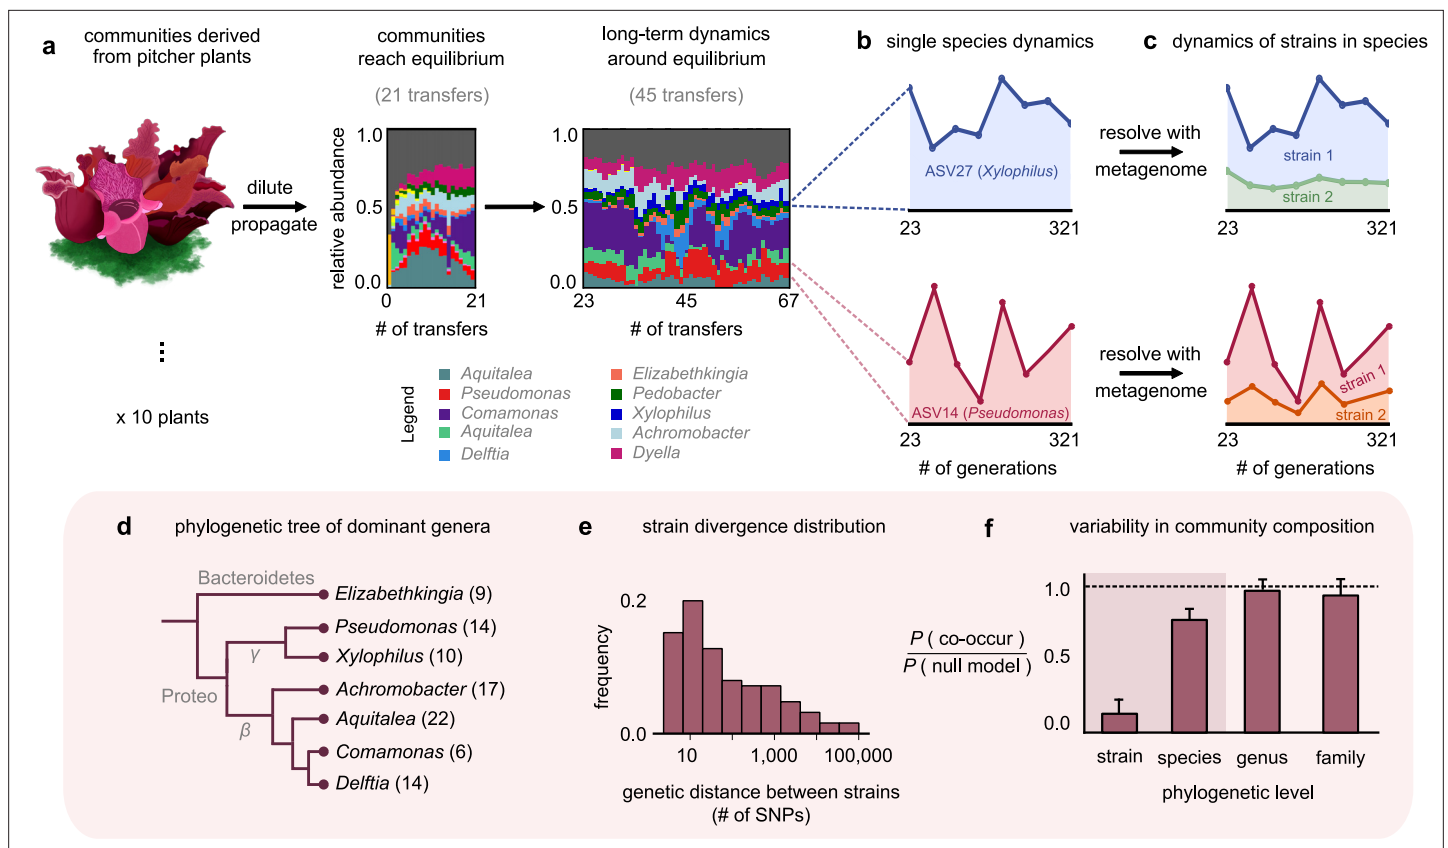 a
communities derived
from pitcher plants
dilute
propagate
⋮
x 10 plants
communities
reach equilibrium
(21 transfers)
relative abundance
1.0
0.5
0.0
0
21
# of transfers
long-term dynamics
around equilibrium
(45 transfers)
1.0
0.5
0.0
23
45
67
# of transfers
Legend
Aquitalea
Pseudomonas
Comamonas
Aquitalea
Delftia
Elizabethkingia
Pedobacter
Xylophilus
Achromobacter
Dyella
b
single species dynamics
ASV27 (Xylophilus)
23
321
ASV14 (Pseudomonas)
23
321
# of generations
resolve with
metagenome
resolve with
metagenome
c
dynamics of strains in species
strain 1
strain 2
23
321
strain 1
strain 2
23
321
# of generations
d
phylogenetic tree of dominant genera
Bacteroidetes
Proteo
γ
β
Elizabethkingia (9)
Pseudomonas (14)
Xylophilus (10)
Achromobacter (17)
Aquitalea (22)
Comamonas (6)
Delftia (14)
e
strain divergence distribution
frequency
0.2
0.0
10
1,000
100,000
genetic distance between strains
(# of SNPs)
f
variability in community composition
P ( co-occur )
P ( null model )
1.0
0.5
0.0
strain
species
genus
family
phylogenetic level